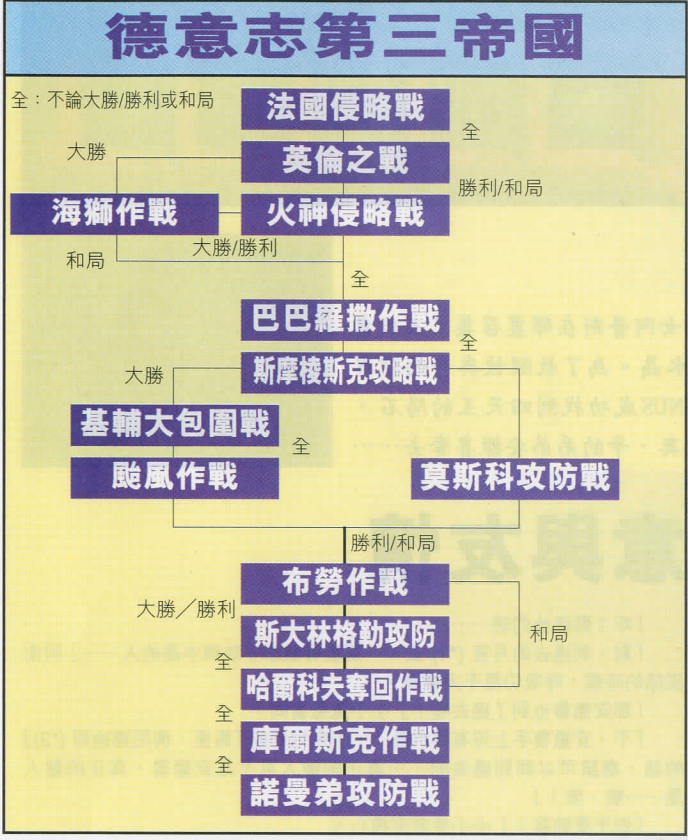 德意志第三帝國
全：不論大勝/勝利或和局
法國侵略戰
全
大勝
英倫之戰
勝利/和局
海獅作戰
火神侵略戰
大勝/勝利
和局
全
巴巴羅撒作戰
全
大勝
斯摩棱斯克攻略戰
基輔大包圍戰
全
颱風作戰
莫斯科攻防戰
勝利/和局
布勞作戰
大勝／勝利
斯大林格勒攻防
和局
全
哈爾科夫奪回作戰
全
庫爾斯克作戰
全
諾曼弟攻防戰